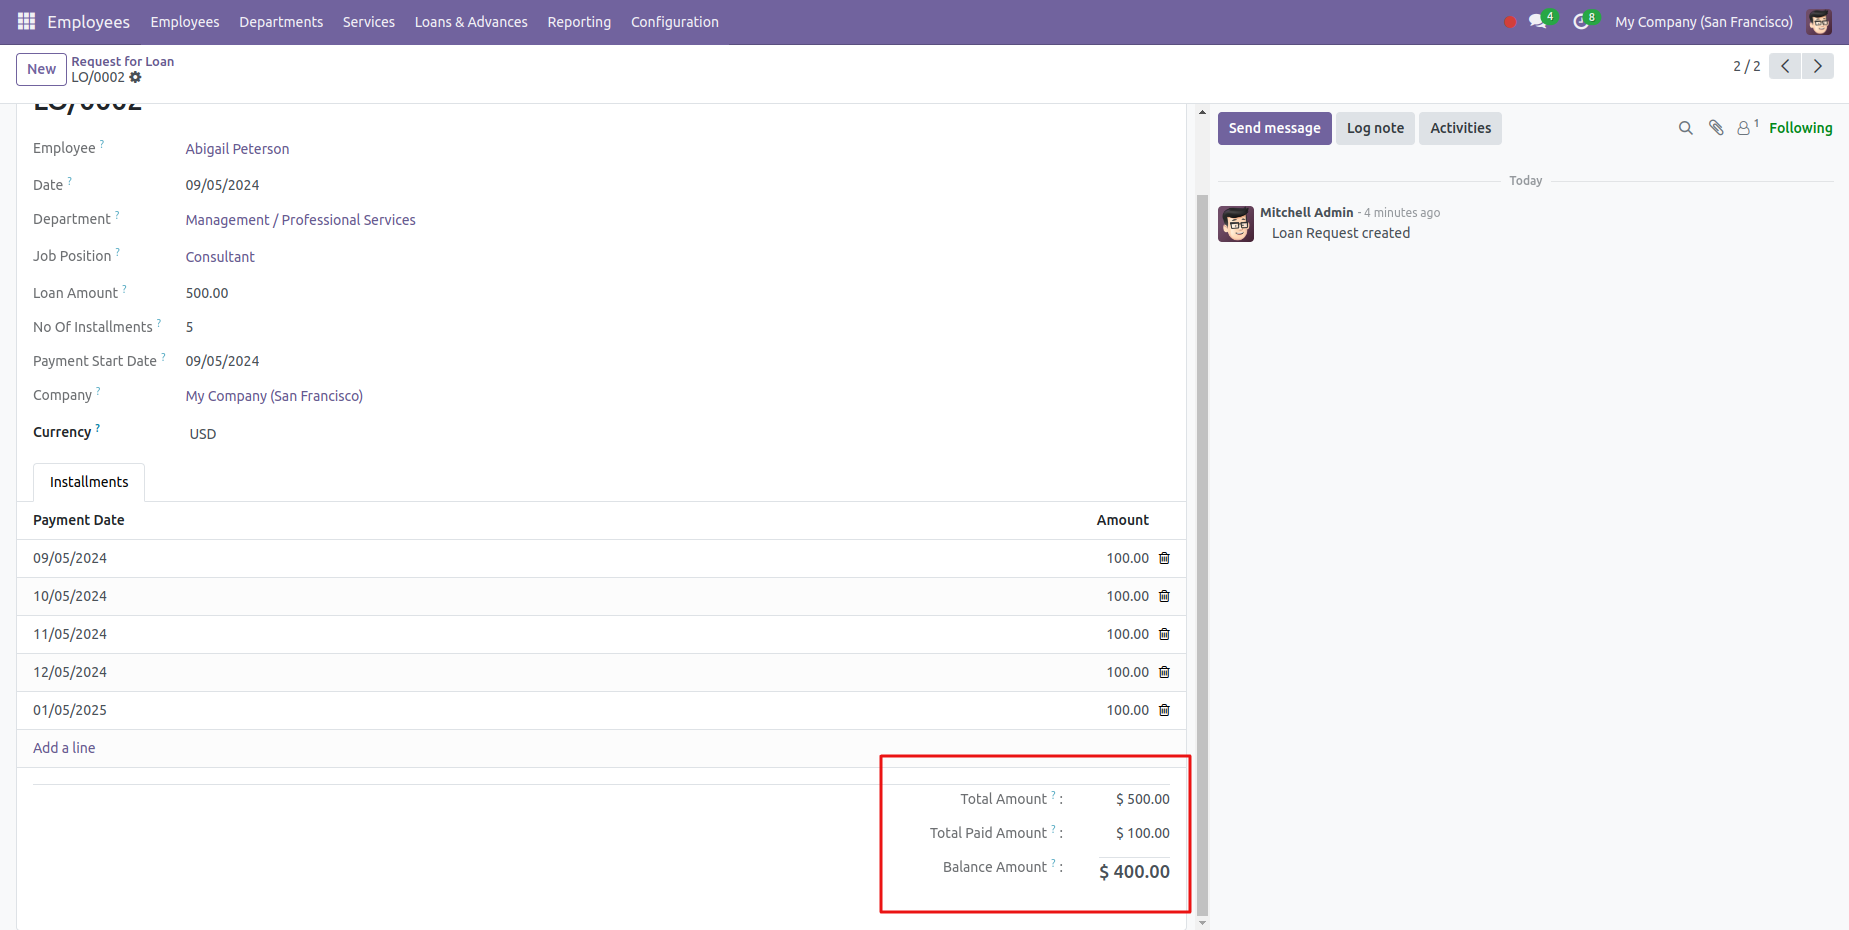 Employees Employees Departments Services Loans & Advances Reporting Configuration 4 8 My Company (San Francisco)
New Request for Loan
LO/0002
2 / 2
LO/0002
Employee ? Abigail Peterson
Date ? 09/05/2024
Department ? Management / Professional Services
Job Position ? Consultant
Loan Amount ? 500.00
No Of Installments ? 5
Payment Start Date ? 09/05/2024
Company ? My Company (San Francisco)
Currency ? USD
Installments
Payment Date Amount
09/05/2024 100.00
10/05/2024 100.00
11/05/2024 100.00
12/05/2024 100.00
01/05/2025 100.00
Add a line
Total Amount ? : $ 500.00
Total Paid Amount ? : $ 100.00
Balance Amount ? : $ 400.00
Send message Log note Activities 1 Following
Today
Mitchell Admin - 4 minutes ago
Loan Request created